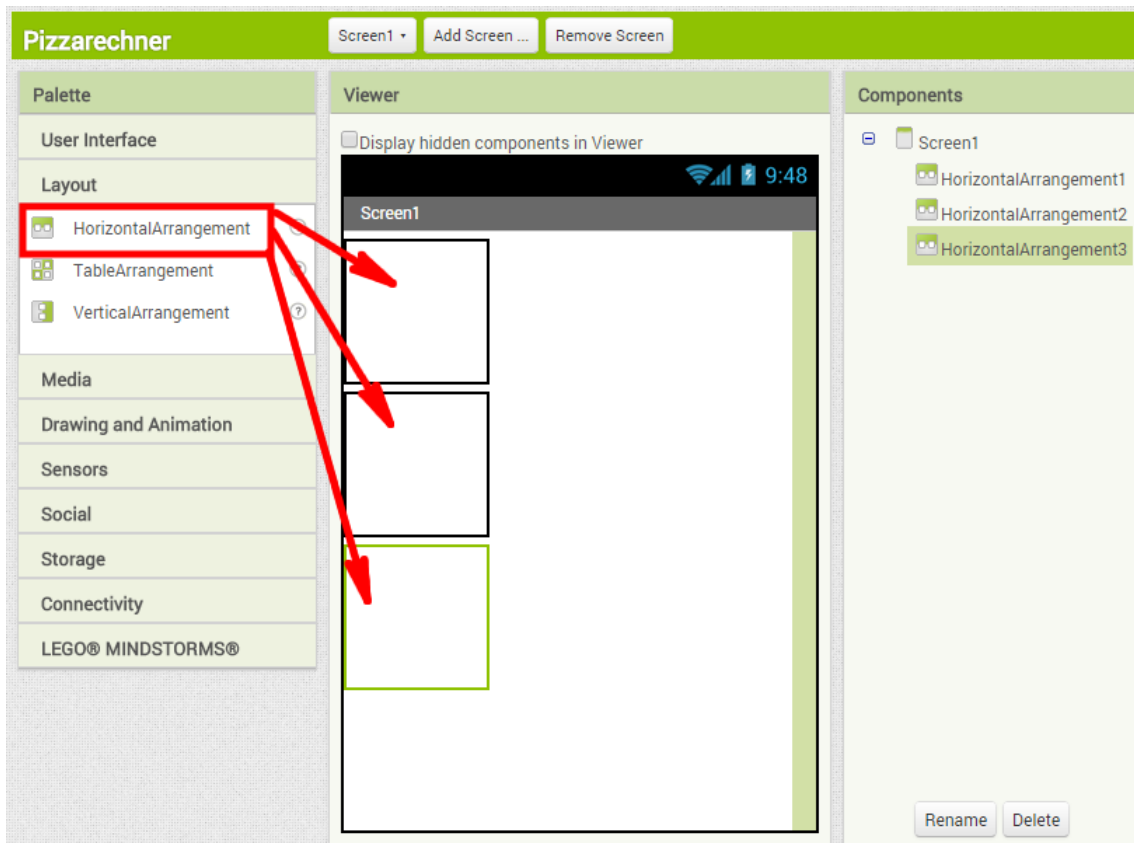 Pizzarechner
Screen1
Add Screen ...
Remove Screen
Palette
User Interface
Layout
HorizontalArrangement
TableArrangement
?
VerticalArrangement
?
Media
Drawing and Animation
Sensors
Social
Storage
Connectivity
LEGO® MINDSTORMS®
Viewer
Display hidden components in Viewer
9:48
Screen1
Components
Screen1
HorizontalArrangement1
HorizontalArrangement2
HorizontalArrangement3
Rename
Delete